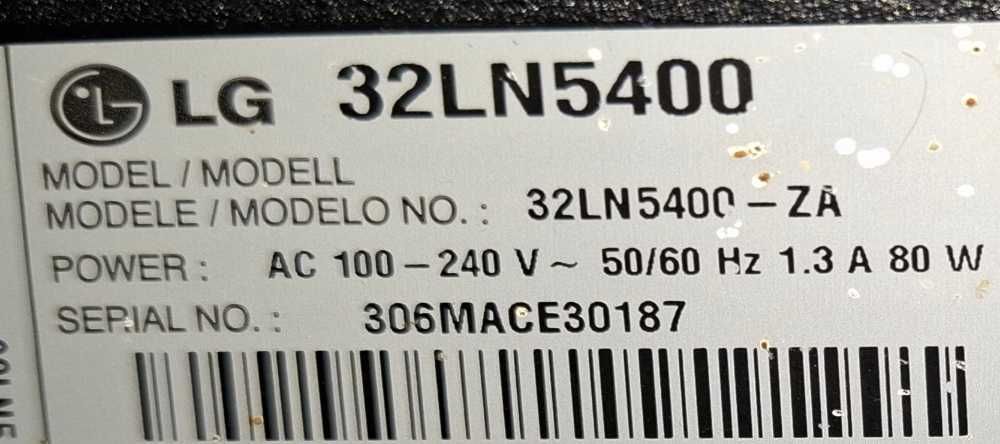 LG 32LN5400
MODEL / MODELL
MODELE / MODELO NO. : 32LN5400 - ZA
POWER : AC 100 - 240 V ~ 50/60 Hz 1.3 A 80 W
SERIAL NO. : 306MACE30187